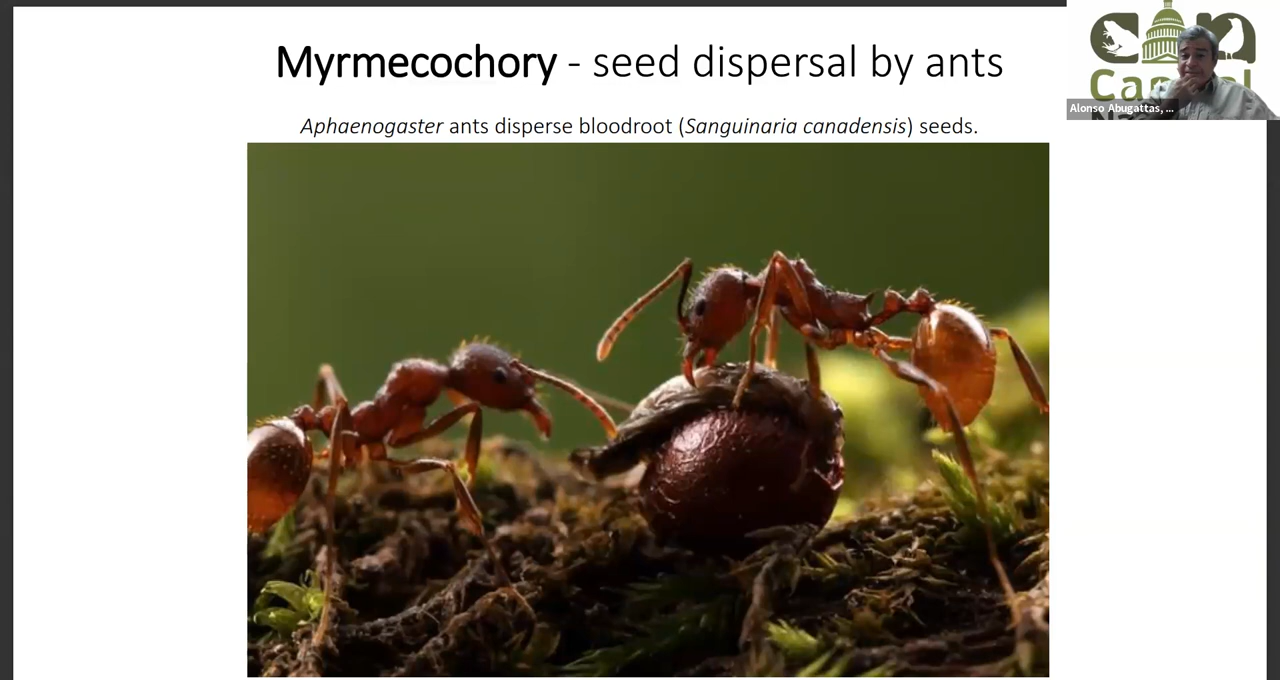 Myrmecochory - seed dispersal by ants
Aphaenogaster ants disperse bloodroot (Sanguinaria canadensis) seeds.
Alonso Abugattas, ...